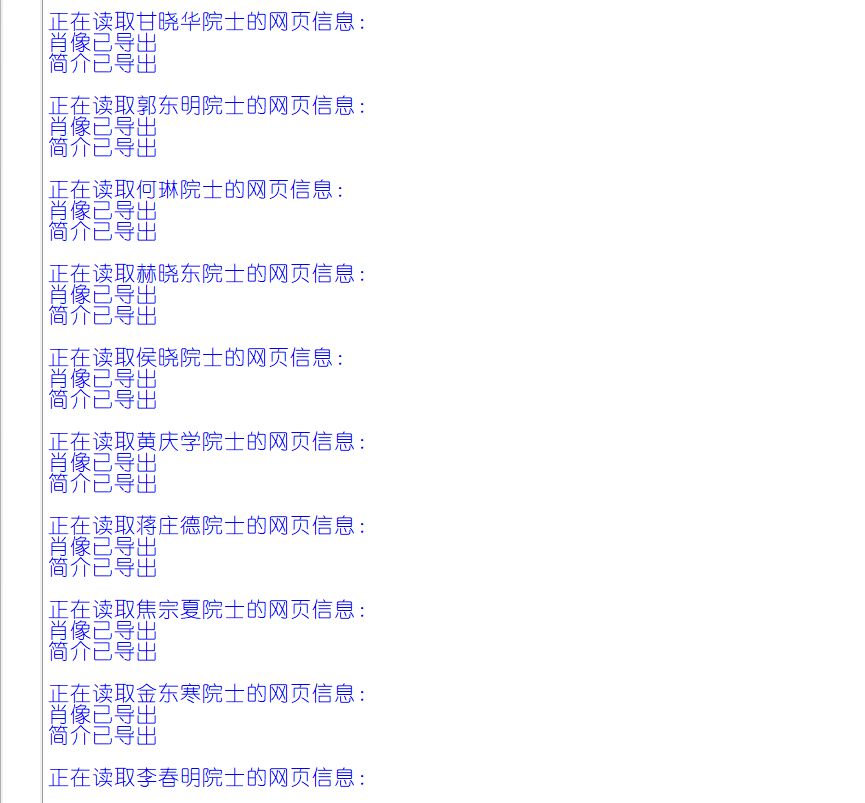 正在读取甘晓华院士的网页信息:
肖像已导出
简介已导出
正在读取郭东明院士的网页信息:
肖像已导出
简介已导出
正在读取何琳院士的网页信息:
肖像已导出
简介已导出
正在读取赫晓东院士的网页信息:
肖像已导出
简介已导出
正在读取侯晓院士的网页信息:
肖像已导出
简介已导出
正在读取黄庆学院士的网页信息:
肖像已导出
简介已导出
正在读取蒋庄德院士的网页信息:
肖像已导出
简介已导出
正在读取焦宗夏院士的网页信息:
肖像已导出
简介已导出
正在读取金东寒院士的网页信息:
肖像已导出
简介已导出
正在读取李春明院士的网页信息: